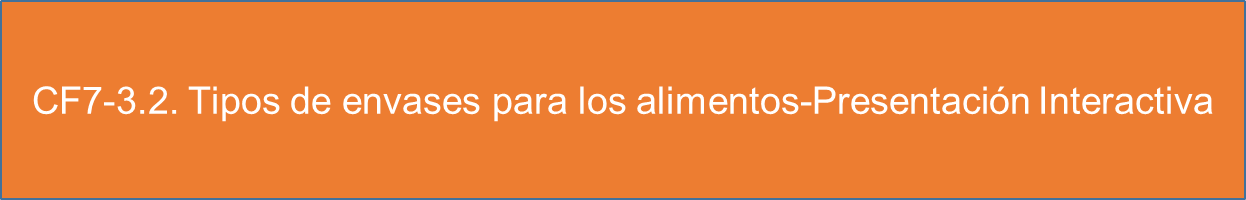 CF7-3.2. Tipos de envases para los alimentos-Presentación Interactiva